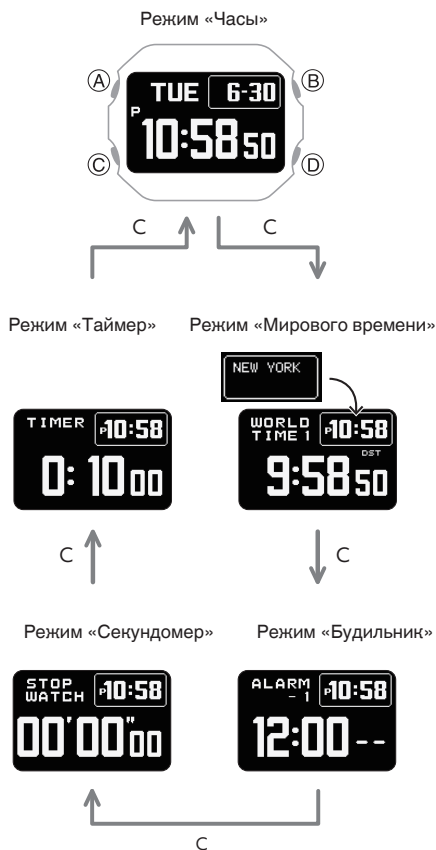 Режим «Часы»
A
B
TUE 6-30
P
10:58 50
C
D
C
C
Режим «Таймер»
Режим «Мирового времени»
NEW YORK
TIMER P10:58
0: 10 00
WORLD TIME 1 P10:58
DST
9:58 50
C
C
Режим «Секундомер»
Режим «Будильник»
STOP WATCH P10:58
00'00"00
ALARM -1 P10:58
12:00 --
C